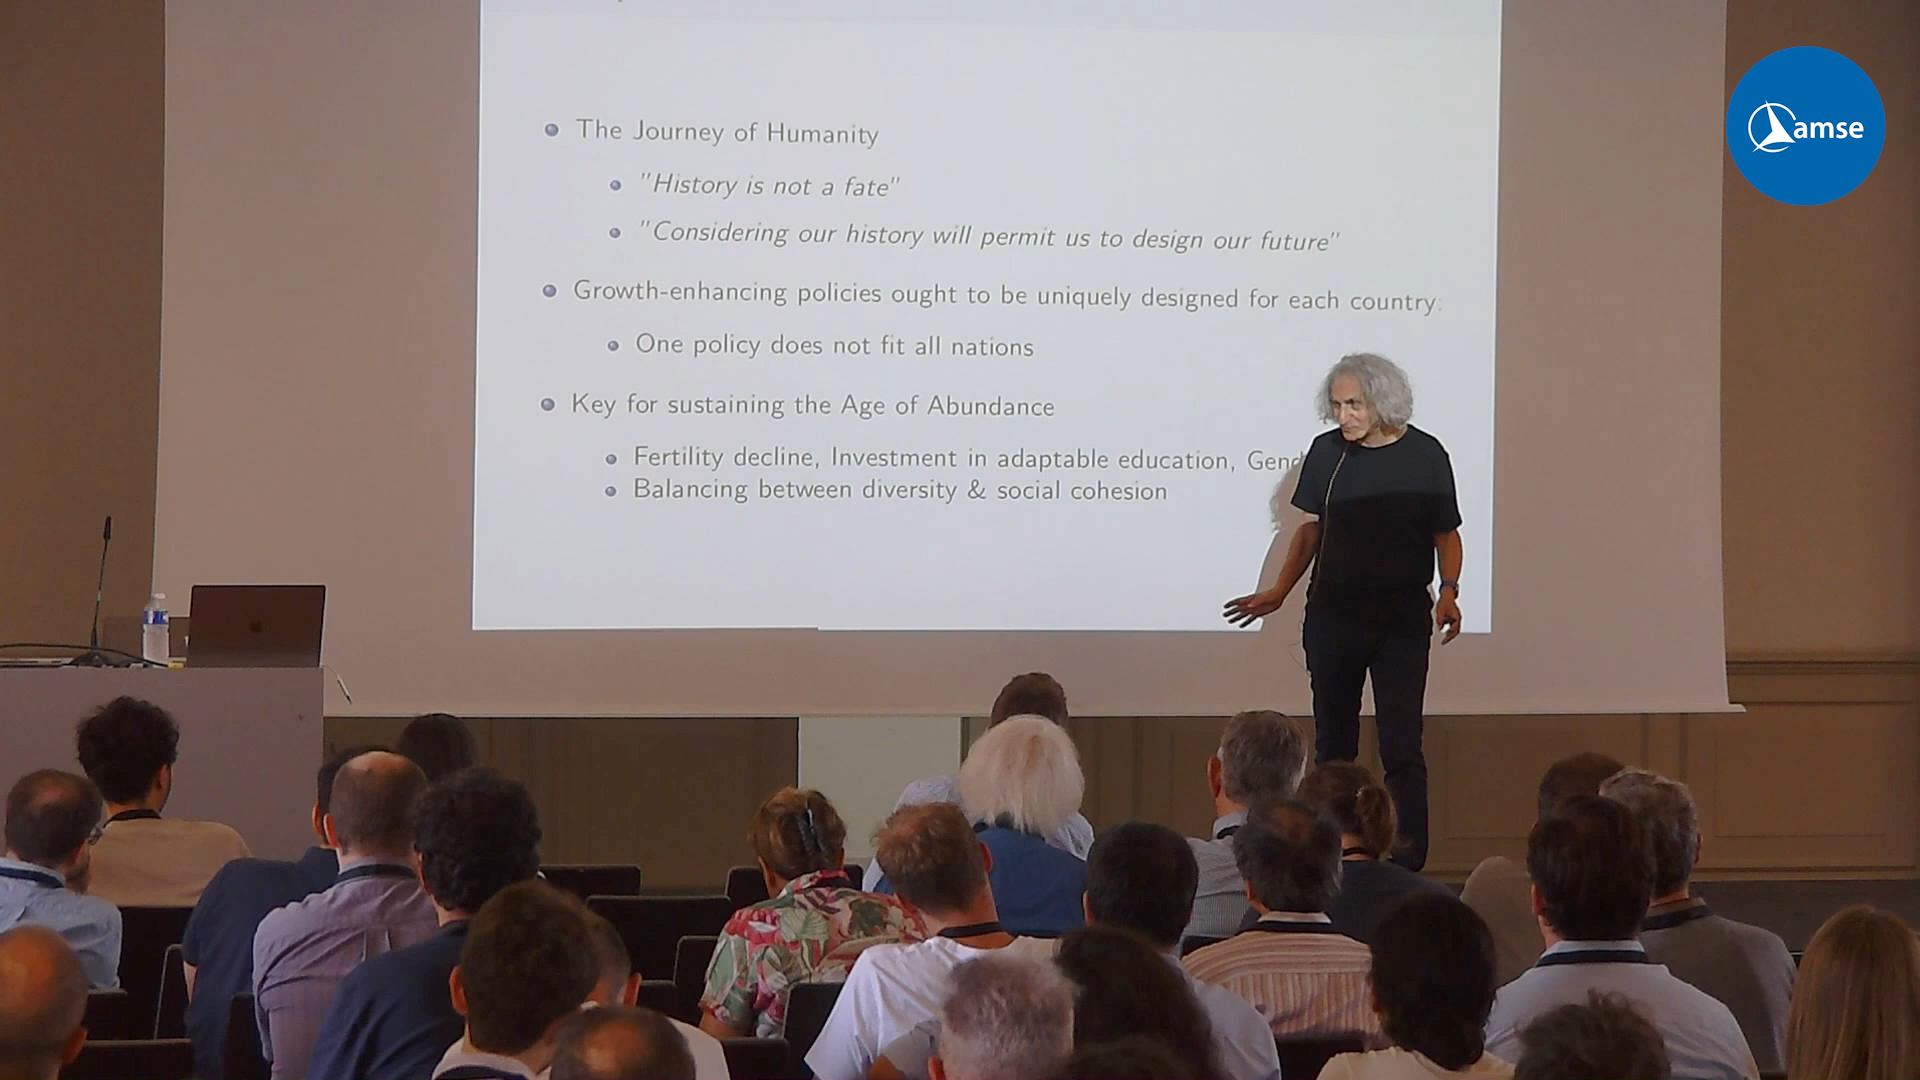 amse
The Journey of Humanity
"History is not a fate"
"Considering our history will permit us to design our future"
Growth-enhancing policies ought to be uniquely designed for each country:
One policy does not fit all nations
Key for sustaining the Age of Abundance
Fertility decline, Investment in adaptable education,
Balancing between diversity & social cohesion